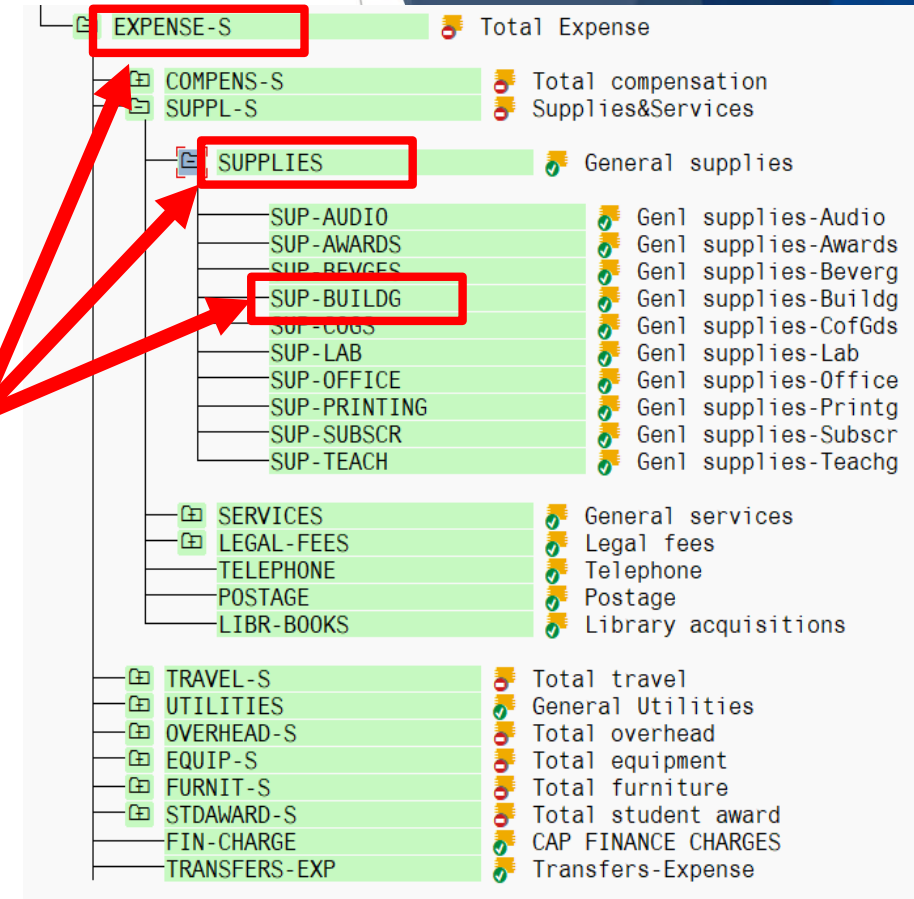 EXPENSE-S Total Expense
COMPENS-S Total compensation
SUPPL-S Supplies&Services
SUPPLIES General supplies
SUP-AUDIO Genl supplies-Audio
SUP-AWARDS Genl supplies-Awards
SUP-BEVGES Genl supplies-Beverg
SUP-BUILDG Genl supplies-Buildg
SUP-COGS Genl supplies-CofGds
SUP-LAB Genl supplies-Lab
SUP-OFFICE Genl supplies-Office
SUP-PRINTING Genl supplies-Printg
SUP-SUBSCR Genl supplies-Subscr
SUP-TEACH Genl supplies-Teachg
SERVICES General services
LEGAL-FEES Legal fees
TELEPHONE Telephone
POSTAGE Postage
LIBR-BOOKS Library acquisitions
TRAVEL-S Total travel
UTILITIES General Utilities
OVERHEAD-S Total overhead
EQUIP-S Total equipment
FURNIT-S Total furniture
STDAWARD-S Total student award
FIN-CHARGE CAP FINANCE CHARGES
TRANSFERS-EXP Transfers-Expense